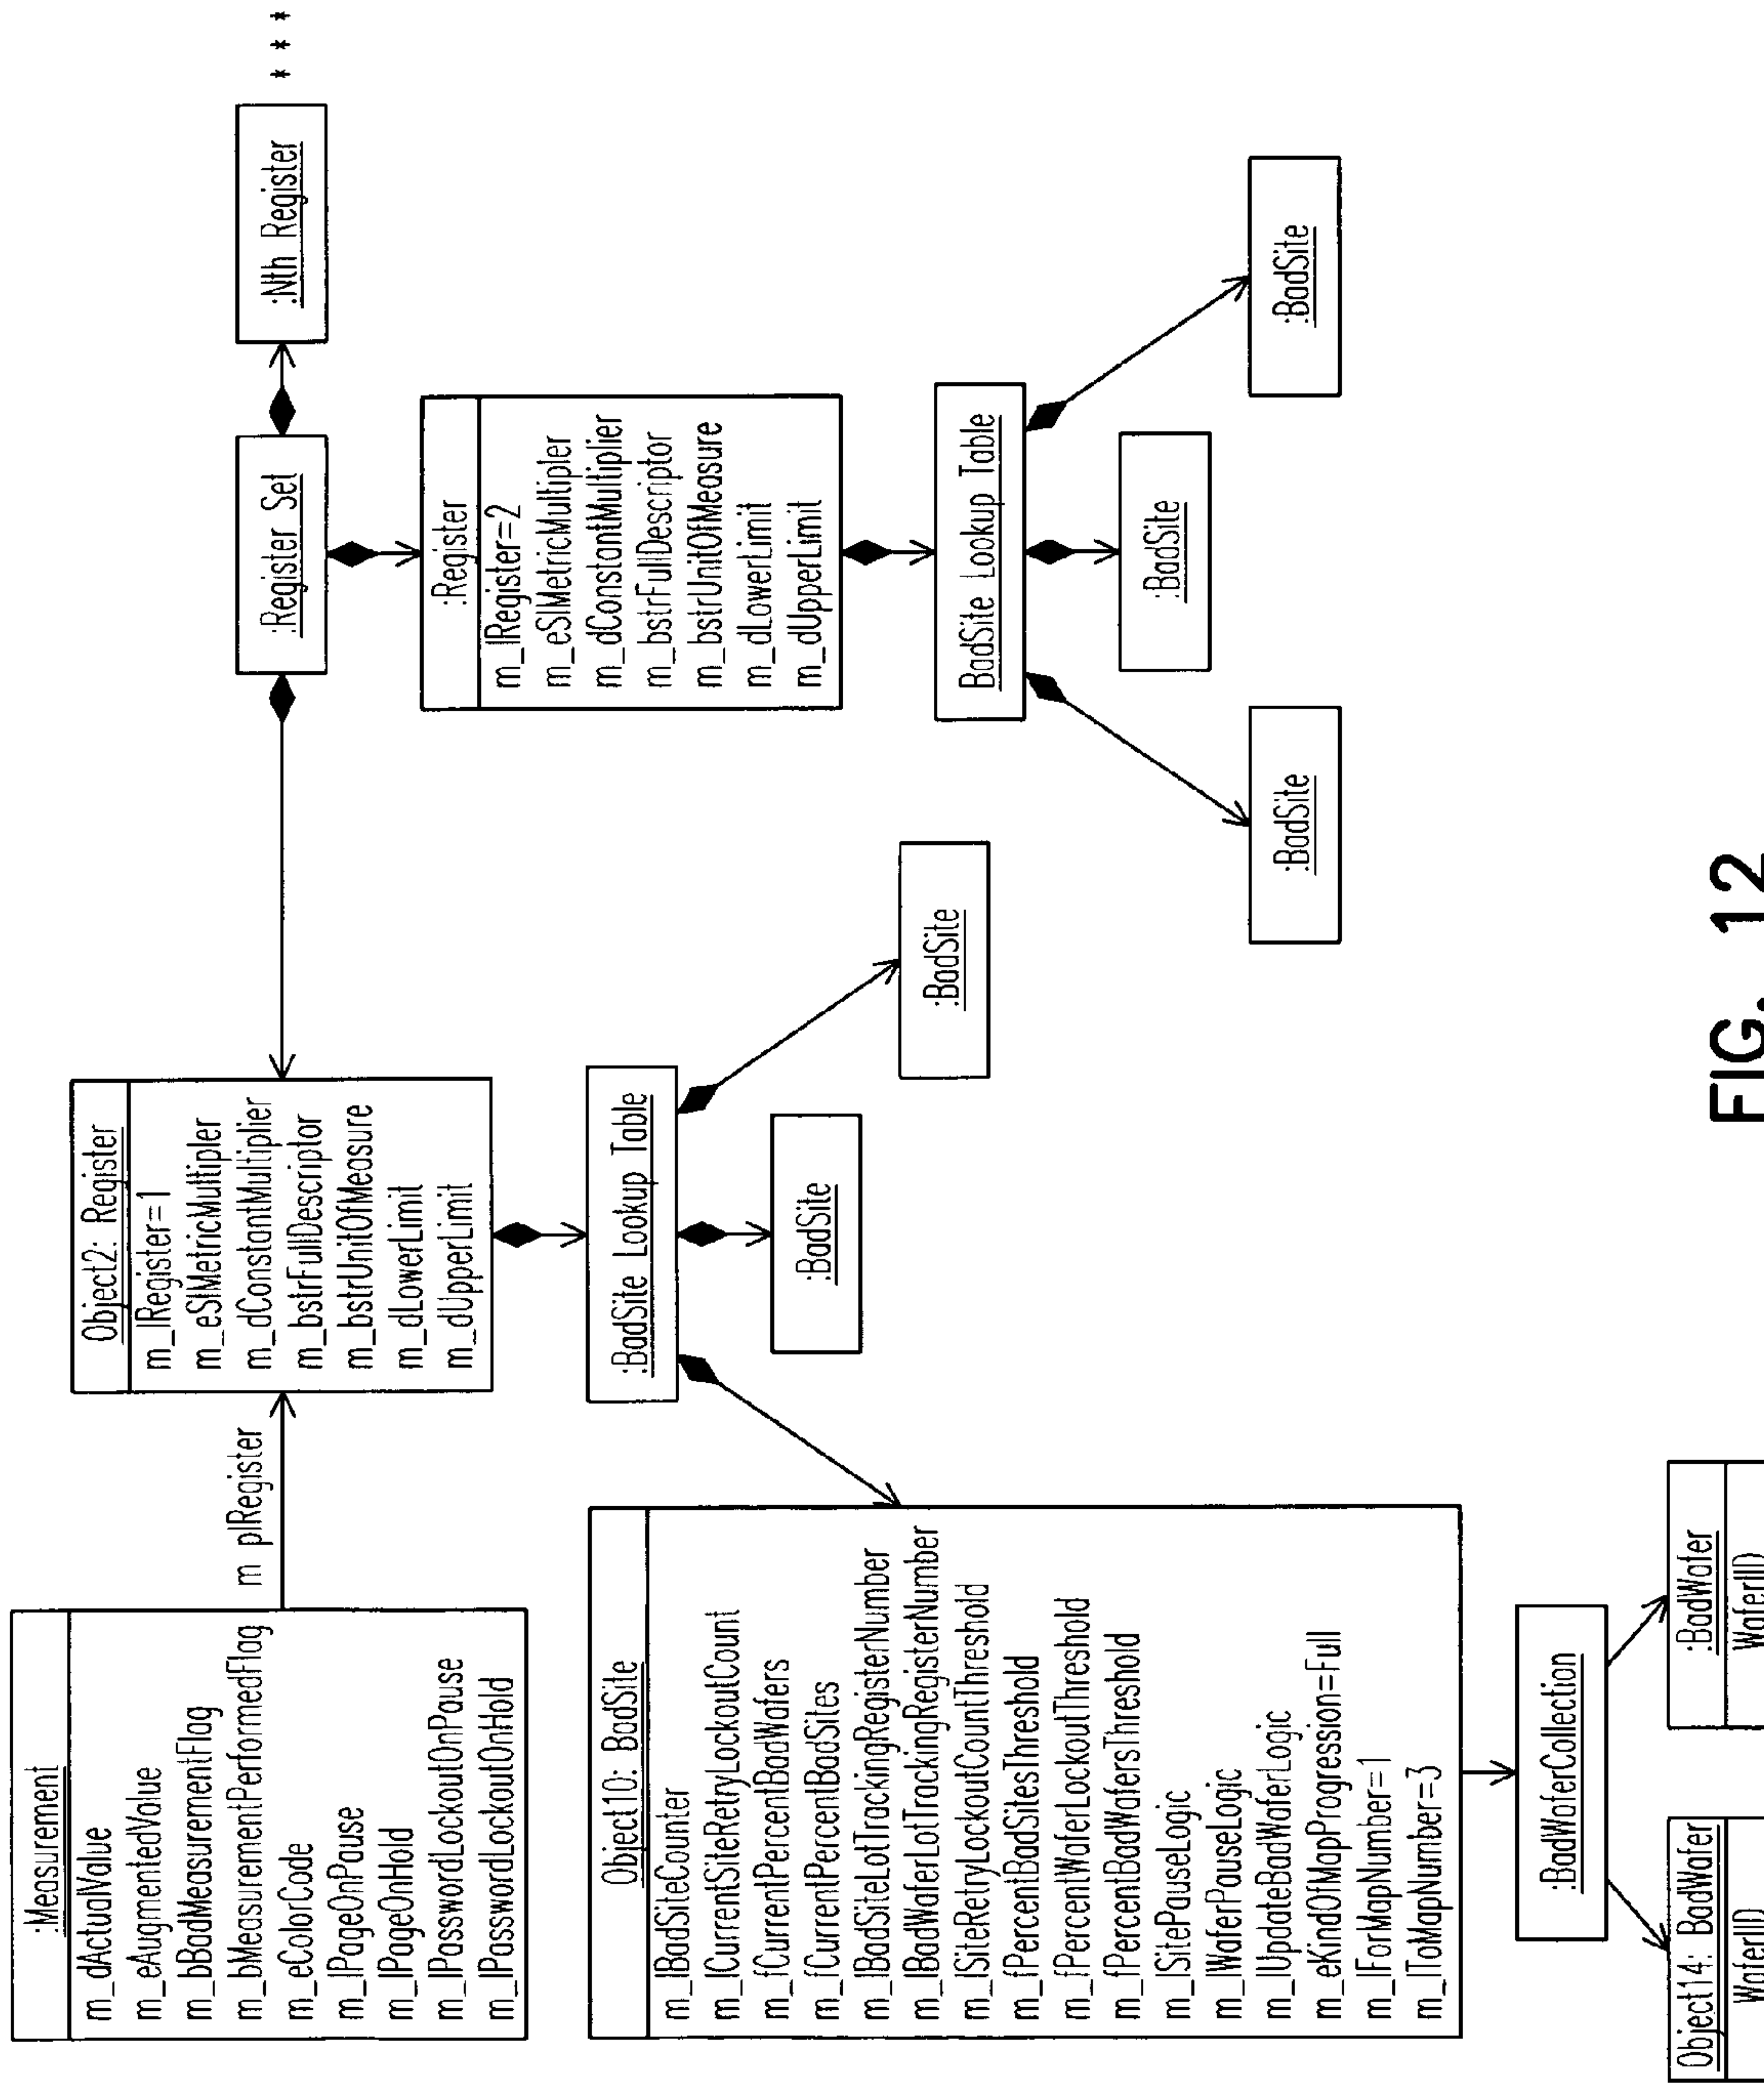 :Measurement
m_dActualValue
m_eAugmentedValue
m_bBadMeasurementFlag
m_bMeasurementPerformedFlag
m_eColorCode
m_lPageOnPause
m_lPageOnHold
m_lPasswordLockoutOnPause
m_lPasswordLockoutOnHold
m plRegister
Object2: Register
m_lRegister=1
m_eSIMetricMultipler
m_dConstantMultiplier
m_bstrFullDescriptor
m_bstrUnitOfMeasure
m_dLowerLimit
m_dUpperLimit
:Register Set
:Nth Register
* * *
:Register
m_lRegister=2
m_eSIMetricMultipler
m_dConstantMultiplier
m_bstrFullDescriptor
m_bstrUnitOfMeasure
m_dLowerLimit
m_dUpperLimit
:BadSite Lookup Table
:BadSite
:BadSite
BadSite Lookup Table
:BadSite
:BadSite
:BadSite
Object10: BadSite
m_lBadSiteCounter
m_lCurrentSiteRetryLockoutCount
m_fCurrentPercentBadWafers
m_fCurrentPercentBadSites
m_lBadSiteLotTrackingRegisterNumber
m_lBadWaferLotTrackingRegisterNumber
m_lSiteRetryLockoutCountThreshold
m_fPercentBadSitesThreshold
m_fPercentWaferLockoutThreshold
m_fPercentBadWafersThreshold
m_lSitePauseLogic
m_lWaferPauseLogic
m_lUpdateBadWaferLogic
m_eKindOfMapProgression=Full
m_lForMapNumber=1
m_lToMapNumber=3
:BadWaferCollection
Object14: BadWafer
WaferID
:BadWafer
WaferID
FIG. 12